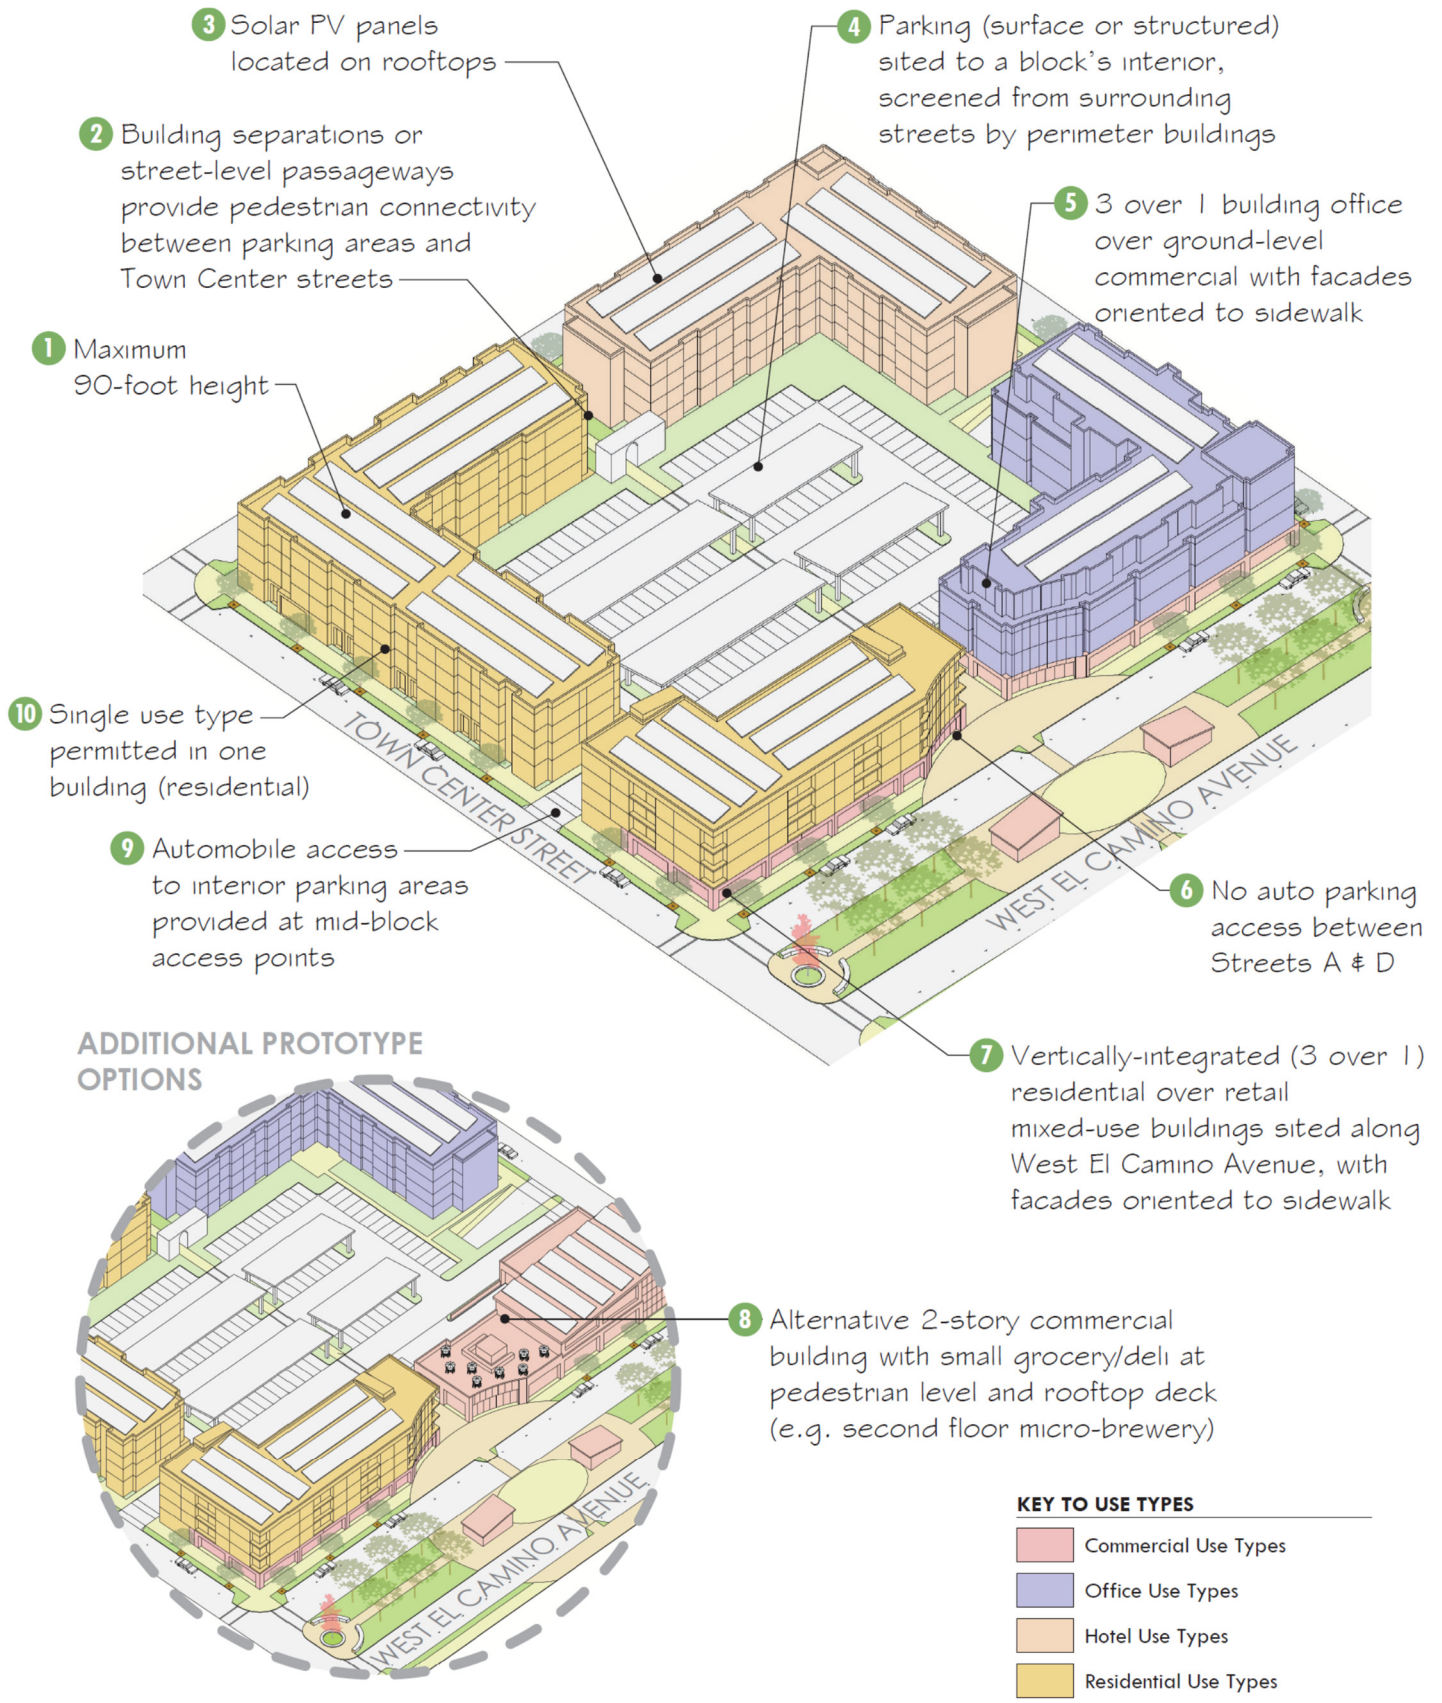 3 Solar PV panels
located on rooftops
4 Parking (surface or structured)
sited to a block's interior,
screened from surrounding
streets by perimeter buildings
2 Building separations or
street-level passageways
provide pedestrian connectivity
between parking areas and
Town Center streets
5 3 over 1 building office
over ground-level
commercial with facades
oriented to sidewalk
1 Maximum
90-foot height
10 Single use type
permitted in one
building (residential)
TOWN CENTER STREET
WEST EL CAMINO AVENUE
9 Automobile access
to interior parking areas
provided at mid-block
access points
6 No auto parking
access between
Streets A & D
7 Vertically-integrated (3 over 1)
residential over retail
mixed-use buildings sited along
West El Camino Avenue, with
facades oriented to sidewalk
ADDITIONAL PROTOTYPE
OPTIONS
8 Alternative 2-story commercial
building with small grocery/deli at
pedestrian level and rooftop deck
(e.g. second floor micro-brewery)
WEST EL CAMINO AVENUE
KEY TO USE TYPES
Commercial Use Types
Office Use Types
Hotel Use Types
Residential Use Types